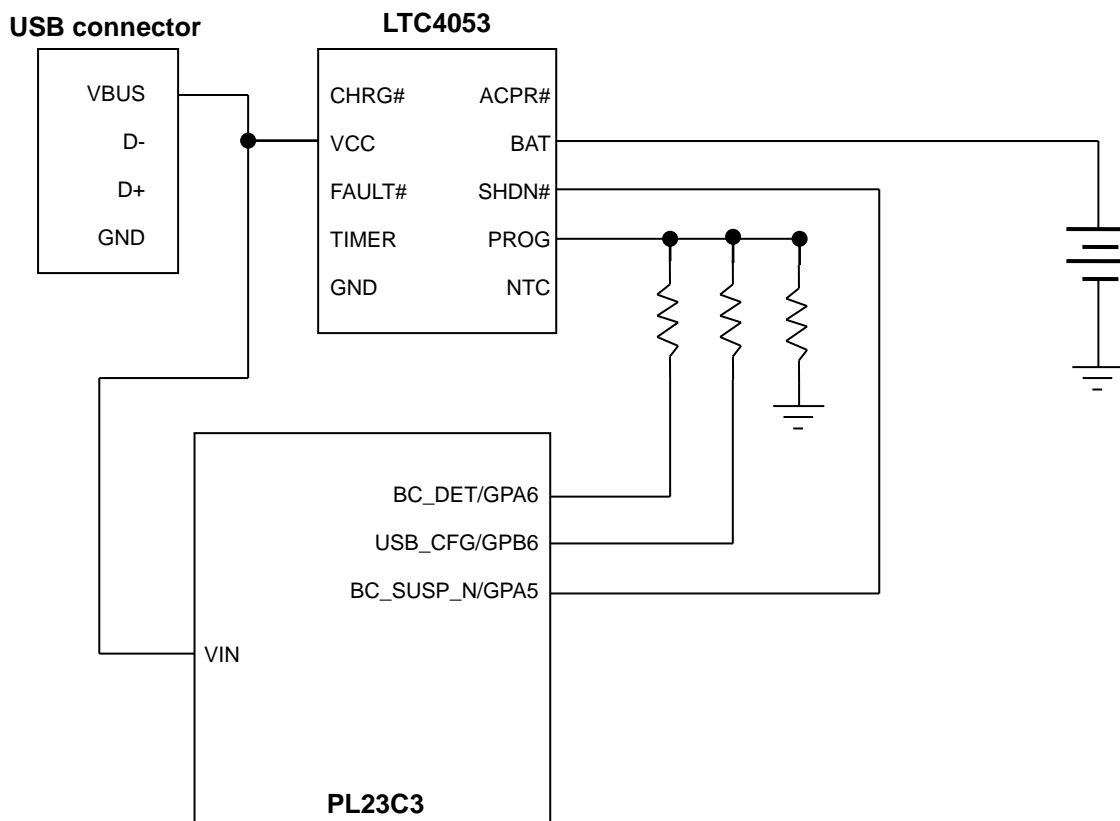 USB connector
LTC4053
VBUS
D-
D+
GND
CHRG# ACPR#
VCC BAT
FAULT# SHDN#
TIMER PROG
GND NTC
BC_DET/GPA6
USB_CFG/GPB6
BC_SUSP_N/GPA5
VIN
PL23C3